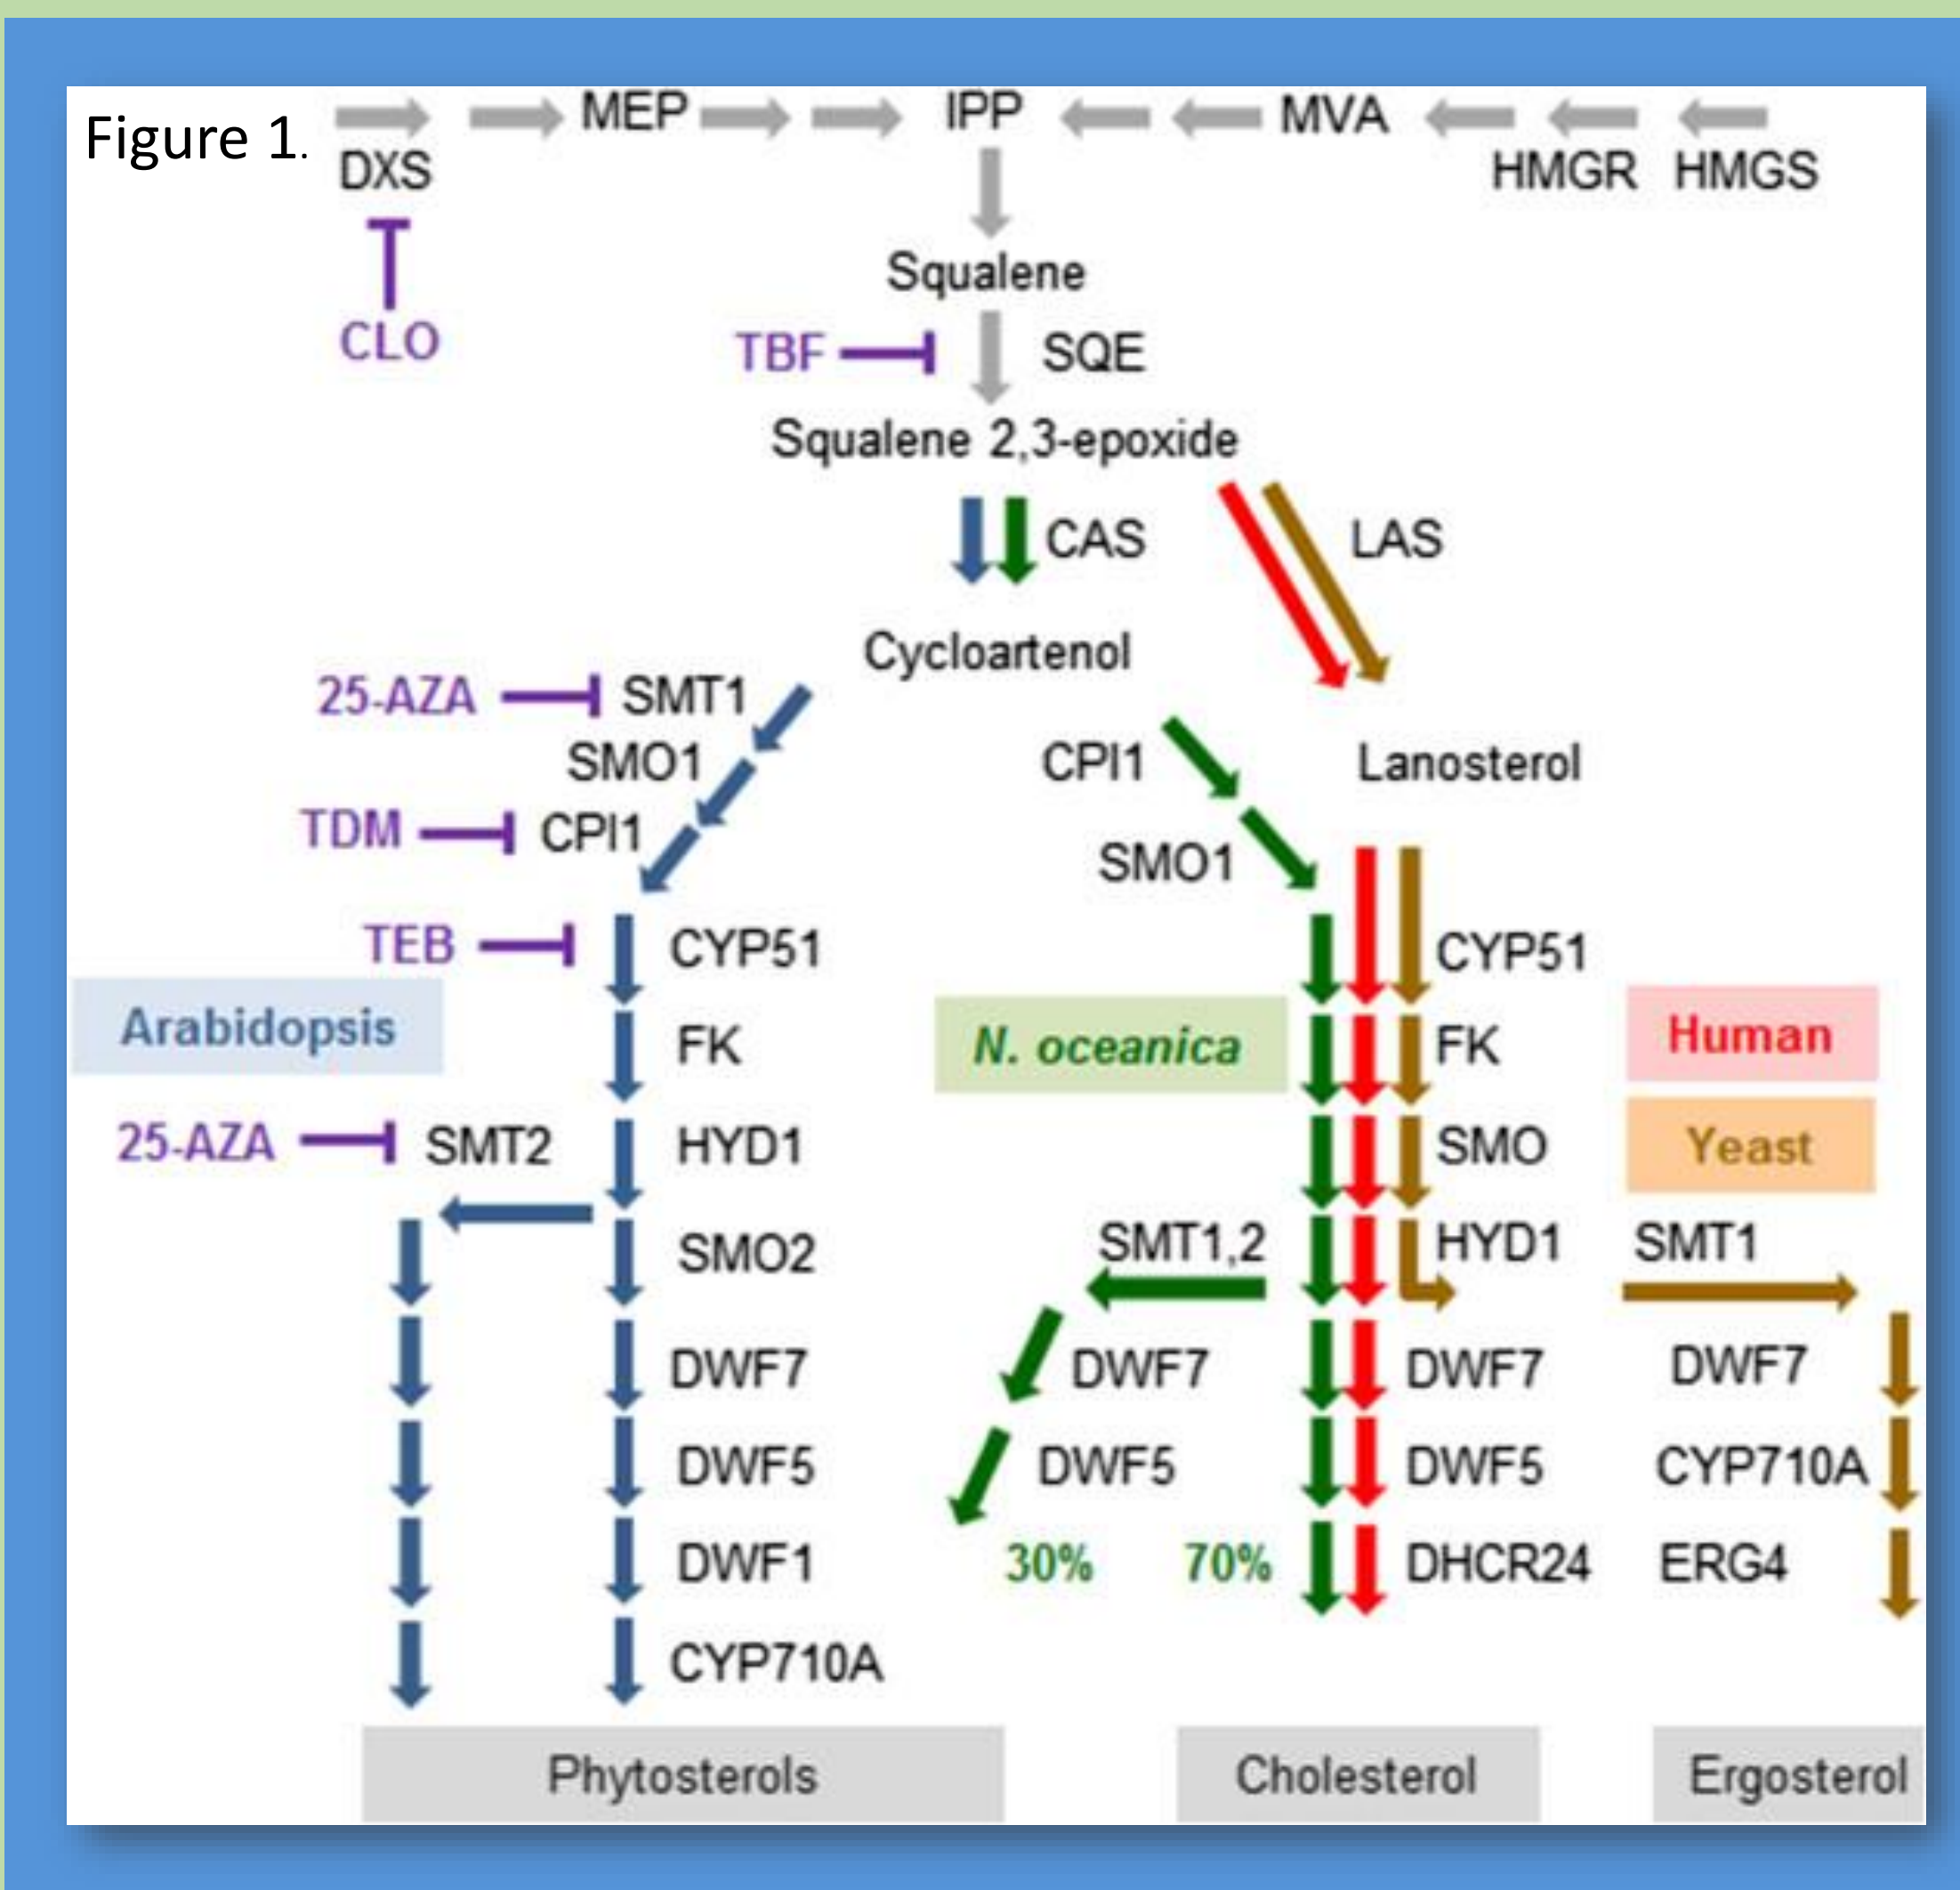 Figure 1.
MEP IPP MVA
DXS HMGR HMGS
CLO
Squalene
TBF SQE
Squalene 2,3-epoxide
CAS LAS
Cycloartenol
25-AZA SMT1
SMO1 CPI1 Lanosterol
TDM CPI1
SMO1
TEB CYP51 CYP51
Arabidopsis FK N. oceanica FK Human
25-AZA SMT2 HYD1 SMO Yeast
SMO2 SMT1,2 HYD1 SMT1
DWF7 DWF7 DWF7 DWF7
DWF5 DWF5 DWF5 CYP710A
DWF1 30% 70% DHCR24 ERG4
CYP710A
Phytosterols Cholesterol Ergosterol